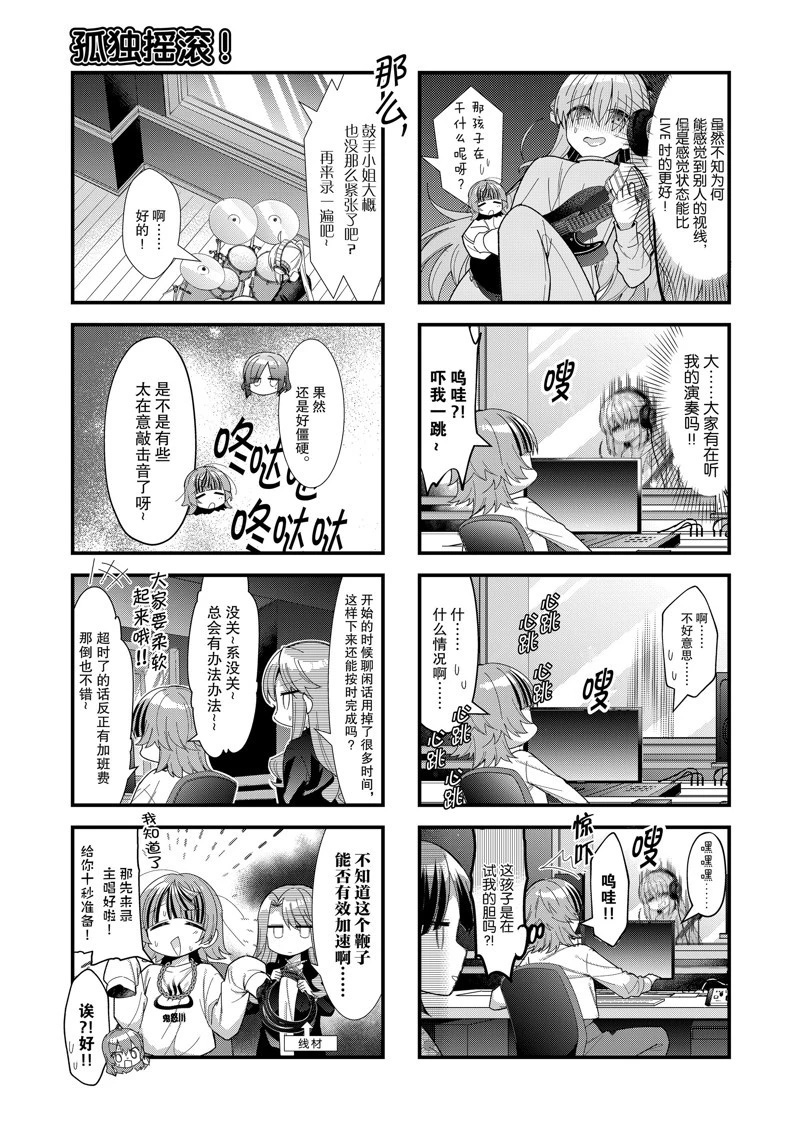 孤独摇滚！
虽然不知为何
能感觉到别人的视线，
但是感觉状态能比
LIVE时的更好！
那孩子在
干什么呢呀？
大……大家有在听
我的演奏吗!!
嗖
呜哇?!
吓我一跳~
啊……
不好意思……
嗖
心跳
心跳
心跳
心跳
什……
什么情况啊……
嘿嘿嘿……
嗖
呜哇!!
惊吓
这孩子是在
试我的胆吗?!
那么，
鼓手小姐大概
也没那么紧张了吧？
再来录一遍吧~
啊……
好的！
果然
还是好僵硬。
咚哒哒
咚哒哒
是不是有些
太在意敲击音了呀~
开始的时候聊闲话用掉了很多时间，
这样下来还能按时完成吗？
没关~系没关~
总会有办法办法~
大家要柔软
起来哦!!
超时了的话反正有加班费
那倒也不错~
不知道这个鞭子
能否有效加速啊……
线材
我知道了
那先来录
主唱好啦！
给你十秒准备！
鬼怒川
诶?!好!!